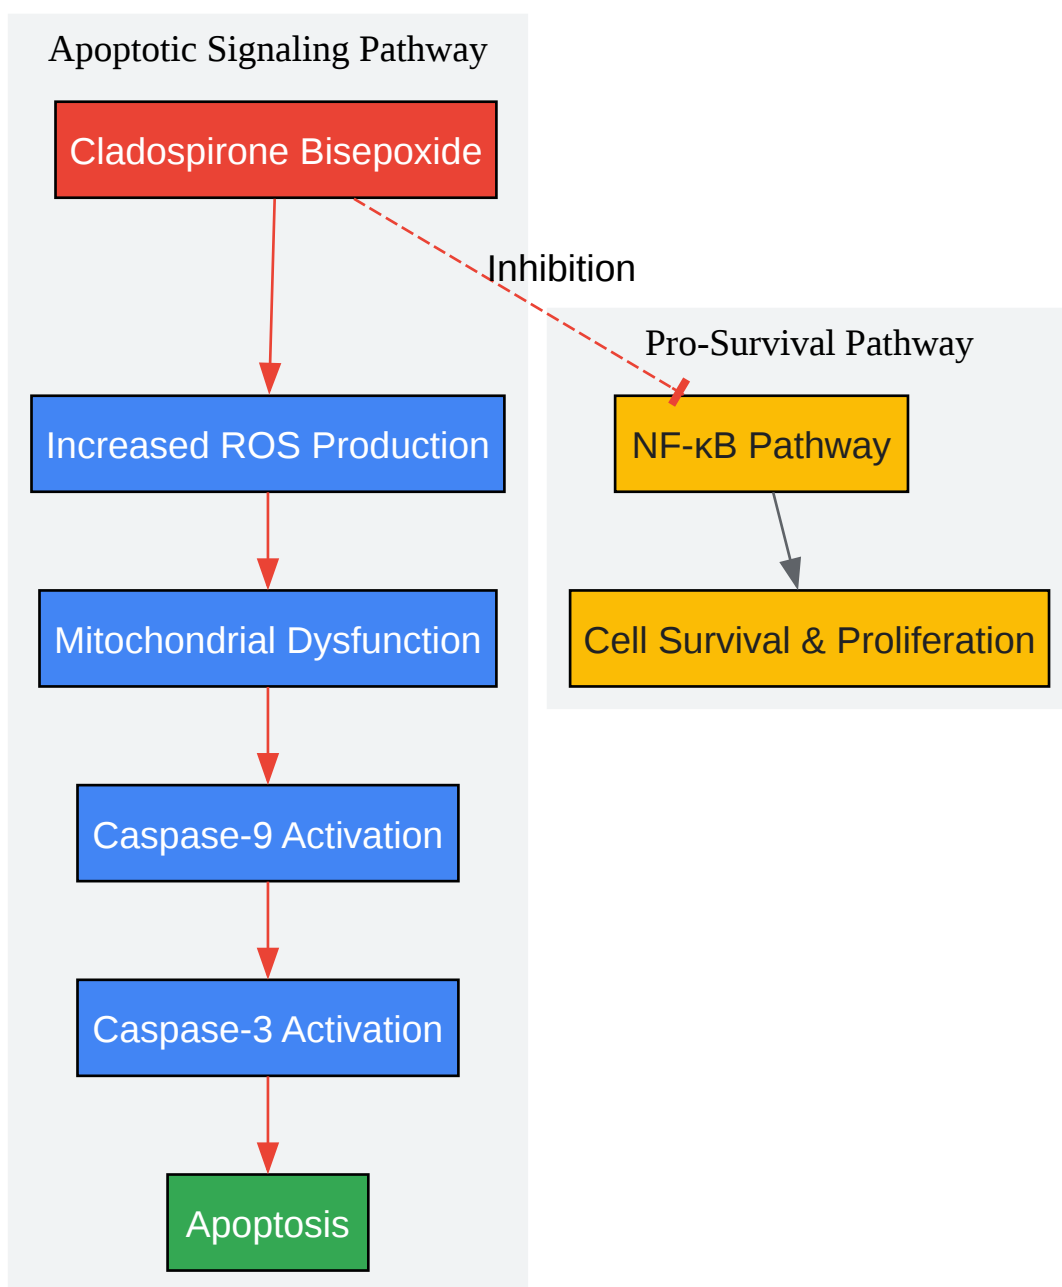 Apoptotic Signaling Pathway
Cladospirone Bisepoxide
Inhibition
Pro-Survival Pathway
Increased ROS Production
NF-κB Pathway
Mitochondrial Dysfunction
Cell Survival & Proliferation
Caspase-9 Activation
Caspase-3 Activation
Apoptosis